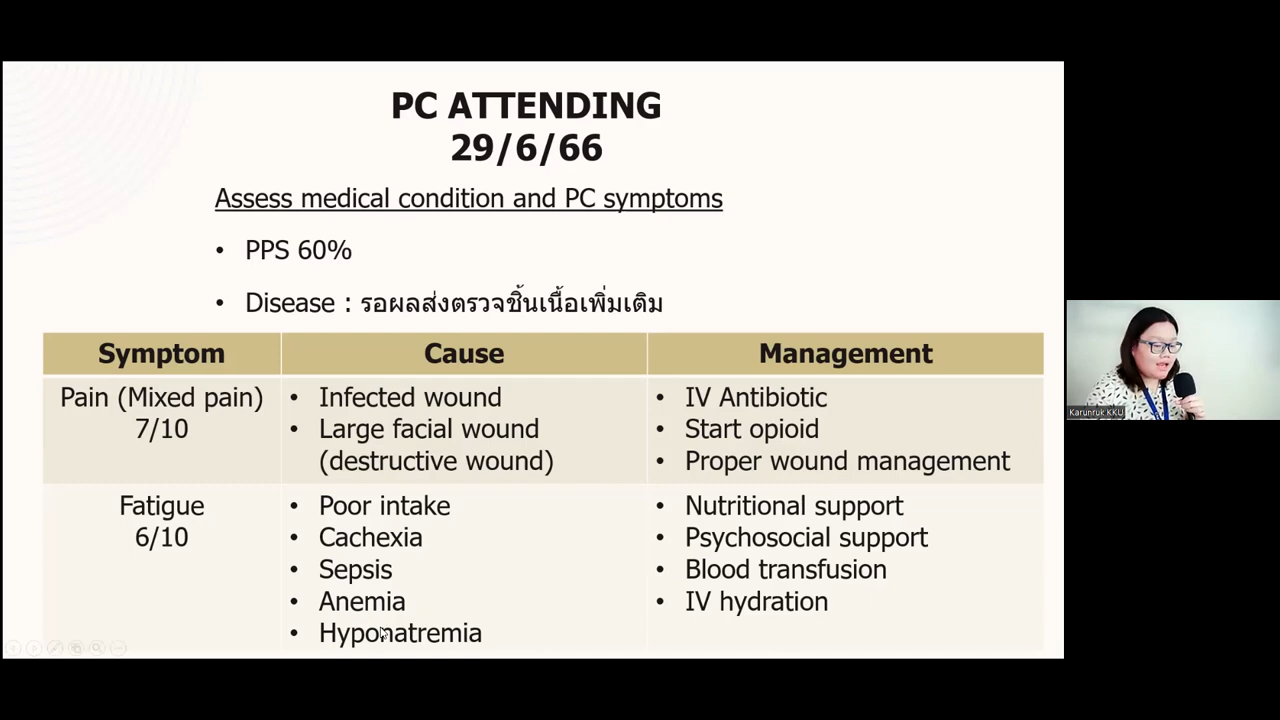 PC ATTENDING
29/6/66
Assess medical condition and PC symptoms
• PPS 60%
• Disease : รอผลส่งตรวจชิ้นเนื้อเพิ่มเติม
Symptom Cause Management
Pain (Mixed pain)
7/10
• Infected wound
• Large facial wound
(destructive wound)
• IV Antibiotic
• Start opioid
• Proper wound management
Fatigue
6/10
• Poor intake
• Cachexia
• Sepsis
• Anemia
• Hyponatremia
• Nutritional support
• Psychosocial support
• Blood transfusion
• IV hydration
Karunruk KKU